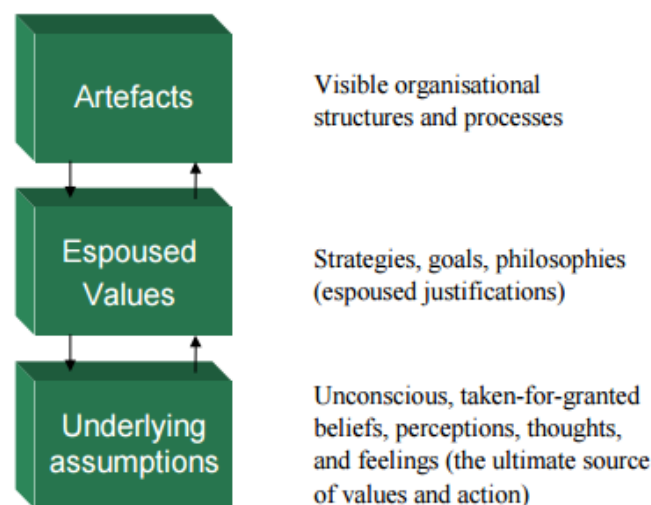 Artefacts
Visible organisational
structures and processes
Espoused
Values
Strategies, goals, philosophies
(espoused justifications)
Underlying
assumptions
Unconscious, taken-for-granted
beliefs, perceptions, thoughts,
and feelings (the ultimate source
of values and action)